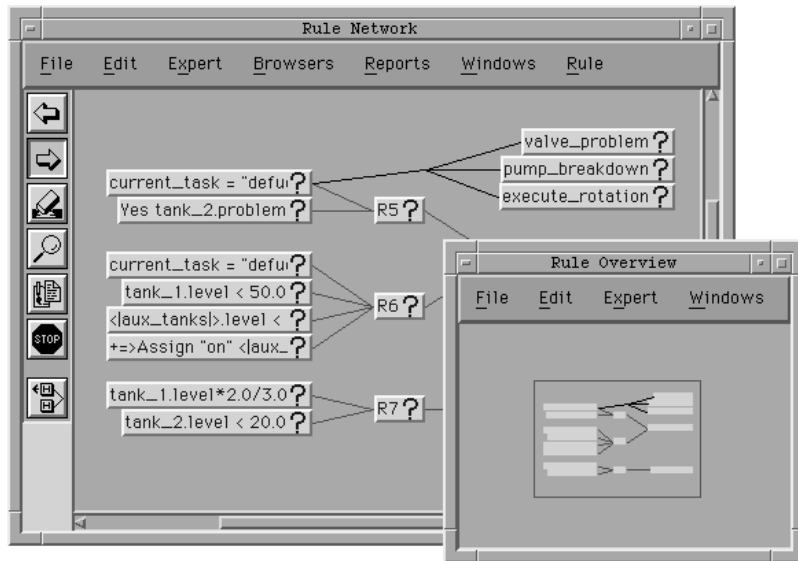 Rule Network
File Edit Expert Browsers Reports Windows Rule
valve_problem ?
pump_breakdown ?
execute_rotation ?
current_task = "defu ?
Yes tank_2.problem ?
R5 ?
current_task = "defu ?
tank_1.level < 50.0 ?
<|aux_tanks|>.level < ?
+=>Assign "on" <|aux_ ?
R6 ?
tank_1.level*2.0/3.0 ?
tank_2.level < 20.0 ?
R7 ?
STOP
H
H
Rule Overview
File Edit Expert Windows